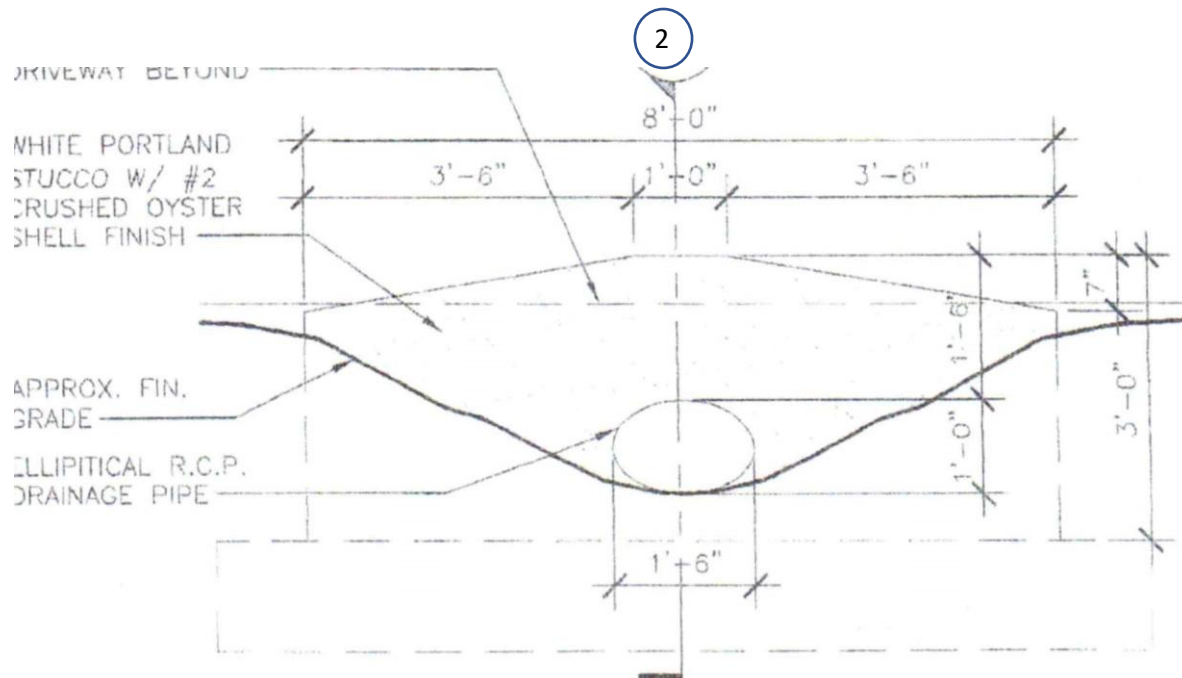 2
DRIVEWAY BEYOND
8'-0"
WHITE PORTLAND
STUCCO W/ #2
CRUSHED OYSTER
SHELL FINISH
3'-6"
1'-0"
3'-6"
7"
1'-6"
3'-0"
1'-0"
APPROX. FIN.
GRADE
ELLIPITICAL R.C.P.
DRAINAGE PIPE
1'-6"